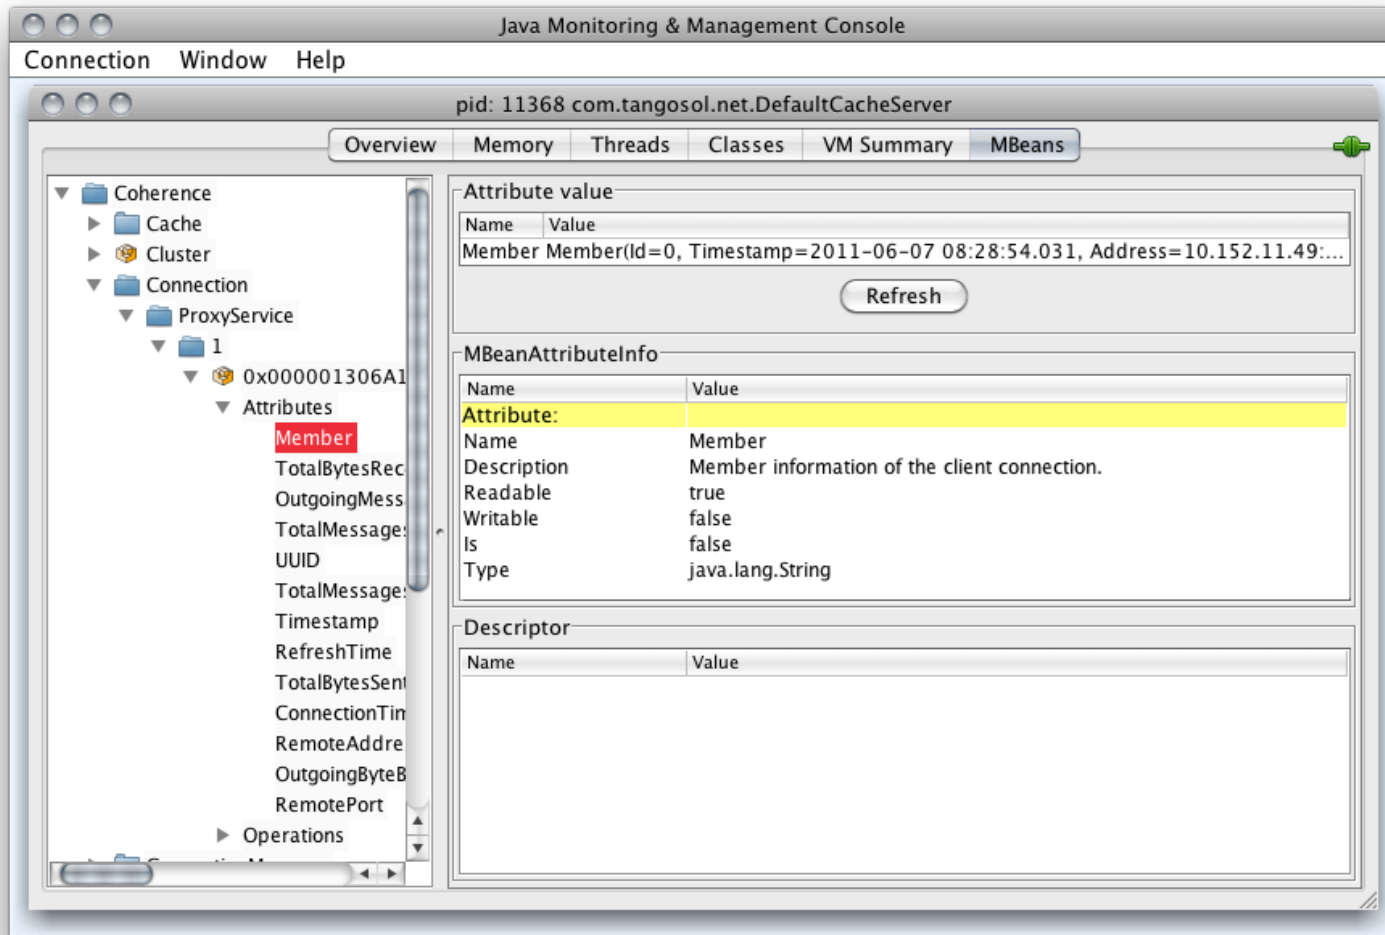 Java Monitoring & Management Console
Connection Window Help
pid: 11368 com.tangosol.net.DefaultCacheServer
Overview Memory Threads Classes VM Summary MBeans
Coherence
Cache
Cluster
Connection
ProxyService
1
0x000001306A1
Attributes
Member
TotalBytesRec
OutgoingMess
TotalMessages
UUID
TotalMessages
Timestamp
RefreshTime
TotalBytesSent
ConnectionTim
RemoteAddre
OutgoingByteB
RemotePort
Operations
Attribute value
Name Value
Member Member(Id=0, Timestamp=2011-06-07 08:28:54.031, Address=10.152.11.49:...
Refresh
MBeanAttributeInfo
Name Value
Attribute:
Name Member
Description Member information of the client connection.
Readable true
Writable false
Is false
Type java.lang.String
Descriptor
Name Value